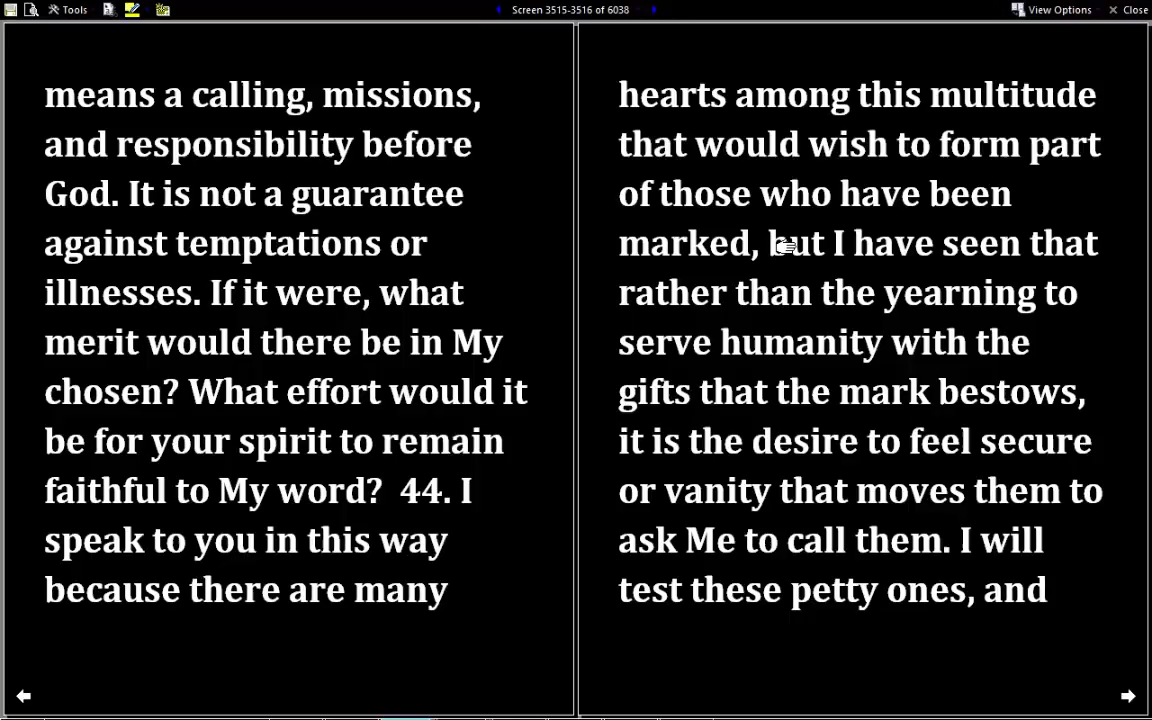 Tools
Screen 3515-3516 of 6038
View Options
Close
means a calling, missions,
and responsibility before
God. It is not a guarantee
against temptations or
illnesses. If it were, what
merit would there be in My
chosen? What effort would it
be for your spirit to remain
faithful to My word?  44. I
speak to you in this way
because there are many
hearts among this multitude
that would wish to form part
of those who have been
marked, but I have seen that
rather than the yearning to
serve humanity with the
gifts that the mark bestows,
it is the desire to feel secure
or vanity that moves them to
ask Me to call them. I will
test these petty ones, and